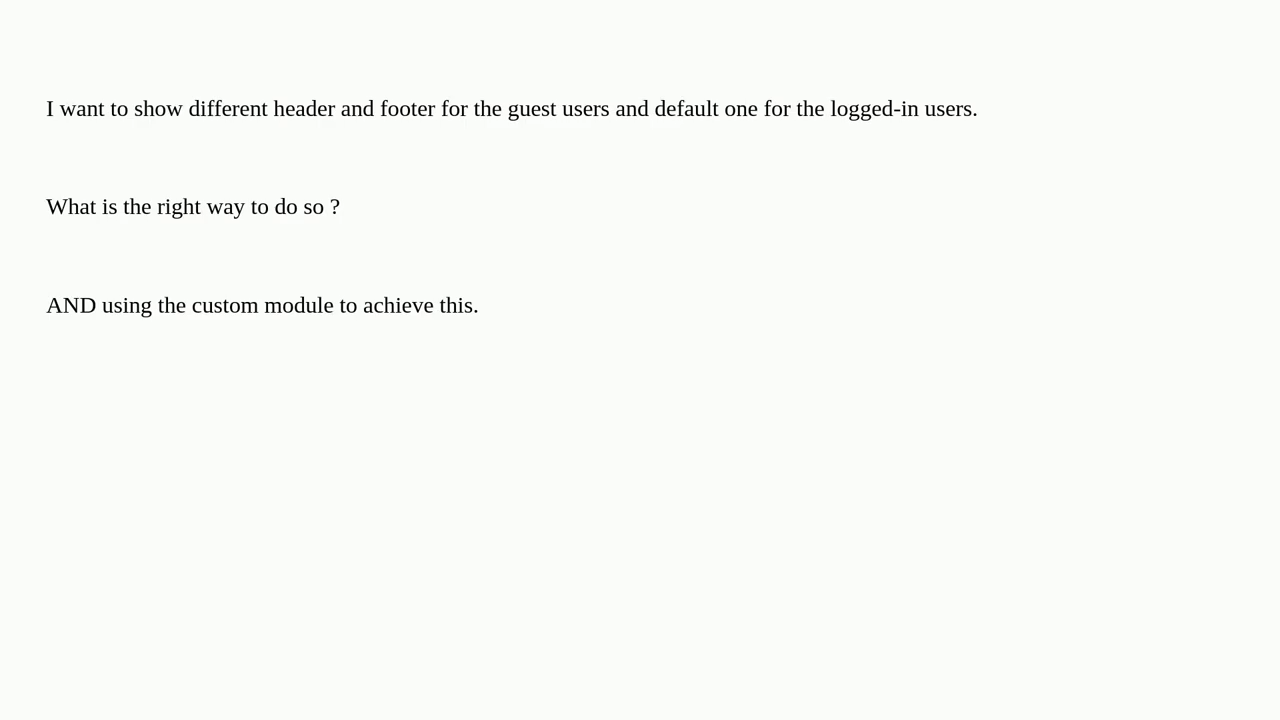 I want to show different header and footer for the guest users and default one for the logged-in users.
What is the right way to do so ?
AND using the custom module to achieve this.